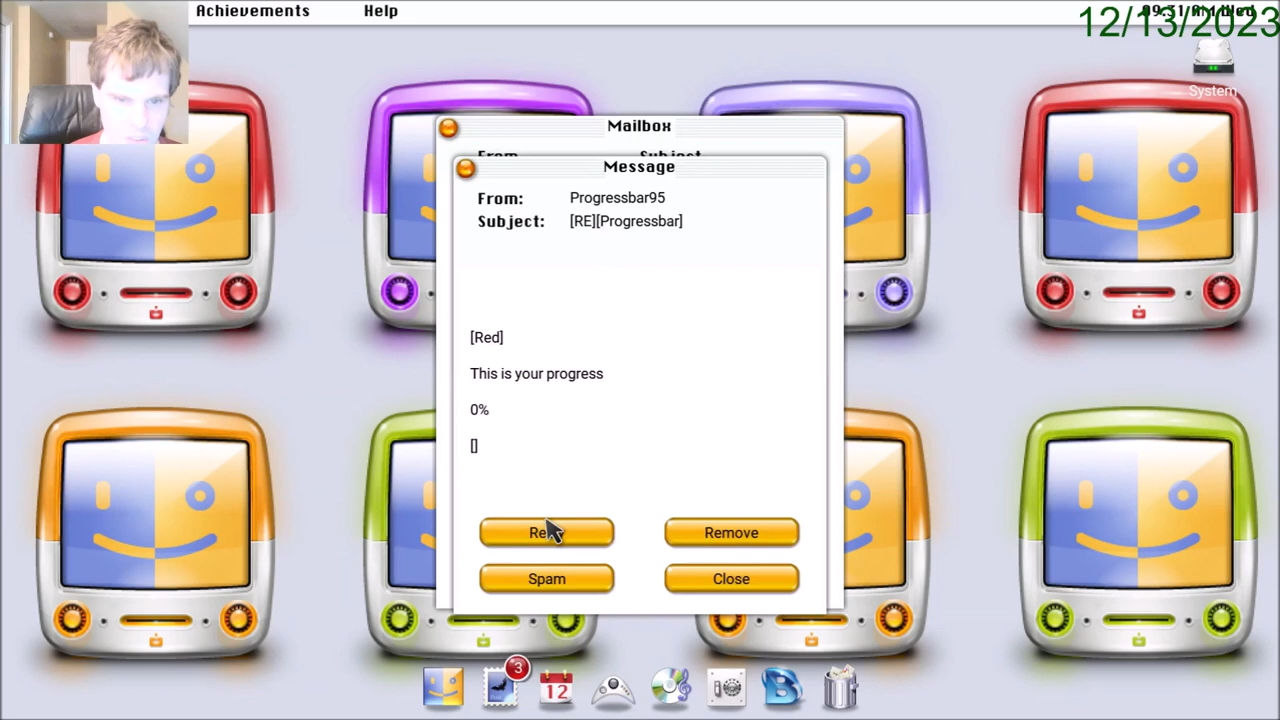 Achievements Help
12/13/2023
System
Mailbox
Message
From: Progressbar95
Subject: [RE][Progressbar]
[Red]
This is your progress
0%
[]
Remove
Spam Close
3
12